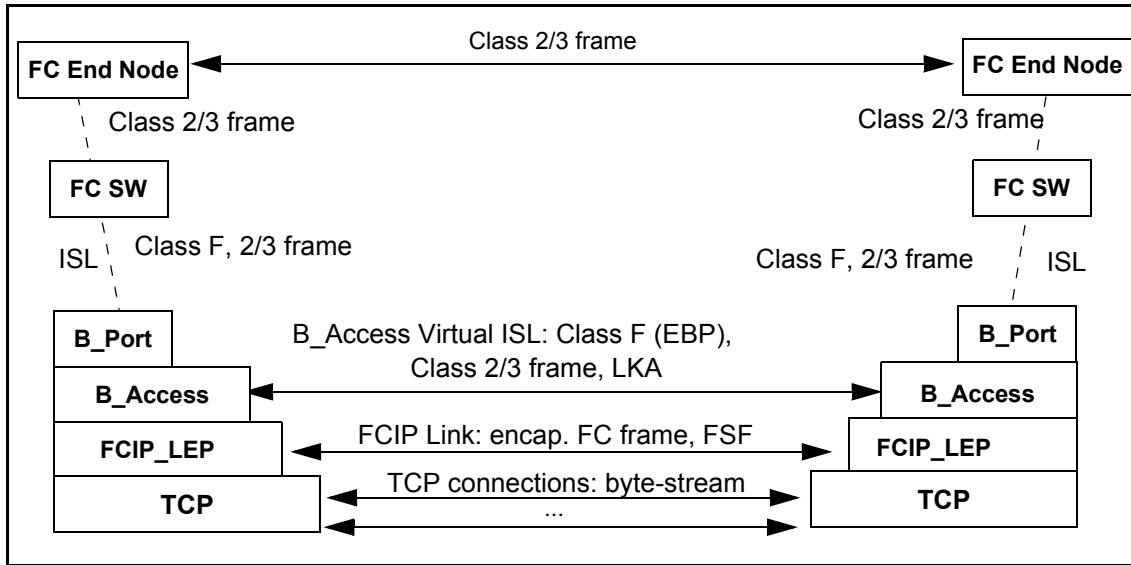 Class 2/3 frame
FC End Node
FC End Node
Class 2/3 frame
Class 2/3 frame
FC SW
FC SW
ISL
Class F, 2/3 frame
Class F, 2/3 frame
ISL
B_Port
B_Access Virtual ISL: Class F (EBP),
Class 2/3 frame, LKA
B_Port
B_Access
B_Access
FCIP_LEP
FCIP Link: encap. FC frame, FSF
FCIP_LEP
TCP
TCP connections: byte-stream
...
TCP